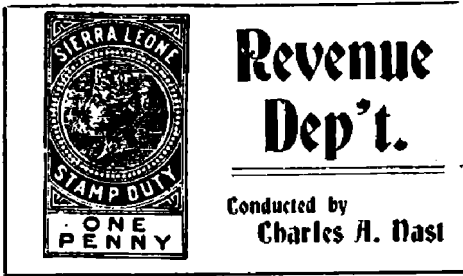 SIERRA LEONE
STAMP DUTY
ONE
PENNY
Revenue
Dep't.
Conducted by
Charles A. Nast